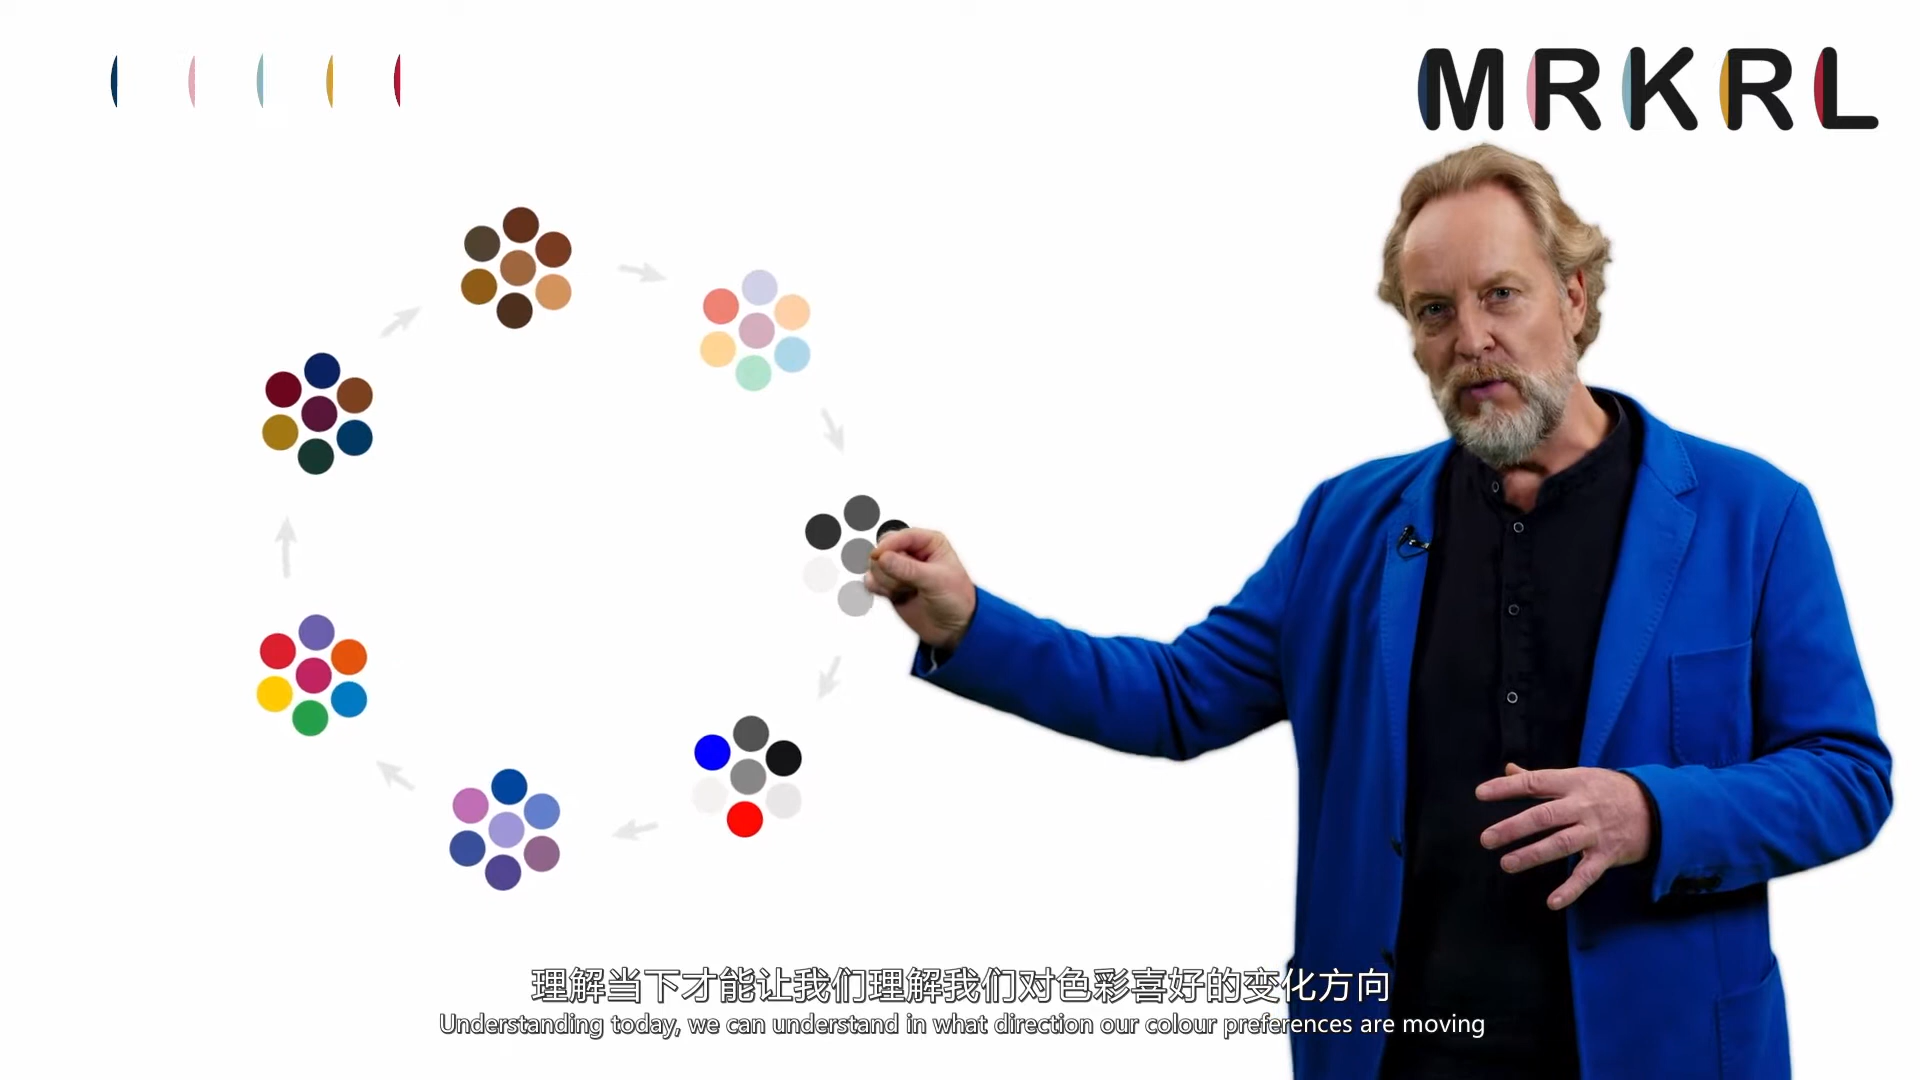 MRKRL
理解当下才能让我们理解我们对色彩喜好的变化方向
Understanding today, we can understand in what direction our colour preferences are moving